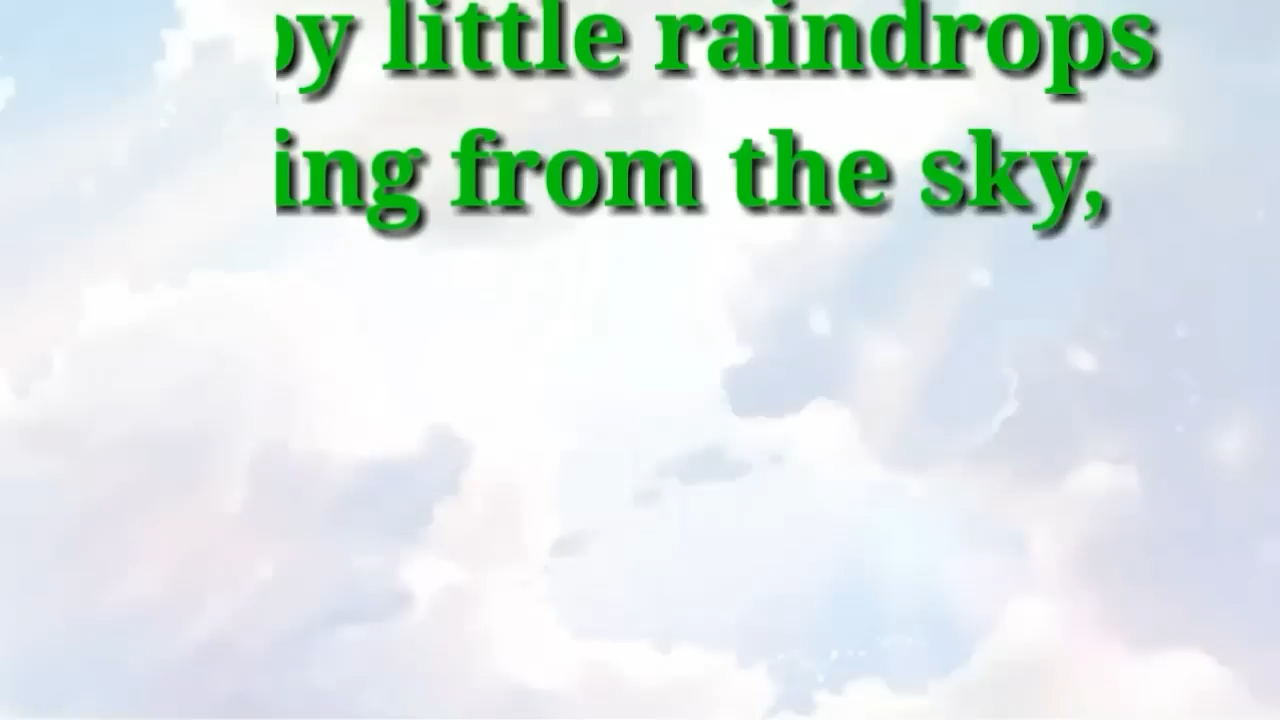 little raindrops
from the sky,